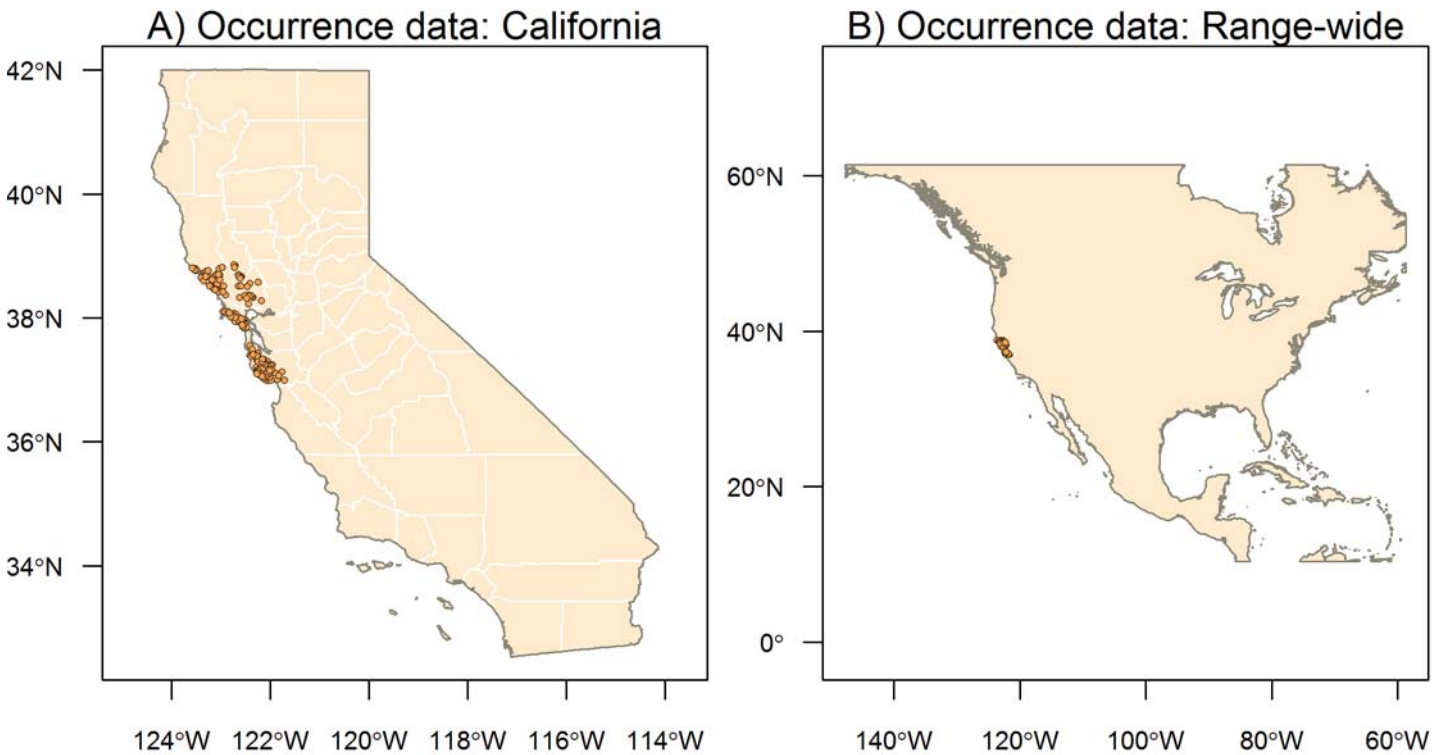 A) Occurrence data: California
42°N
40°N
38°N
36°N
34°N
124°W 122°W 120°W 118°W 116°W 114°W
B) Occurrence data: Range-wide
60°N
40°N
20°N
0°
140°W 120°W 100°W 80°W 60°W